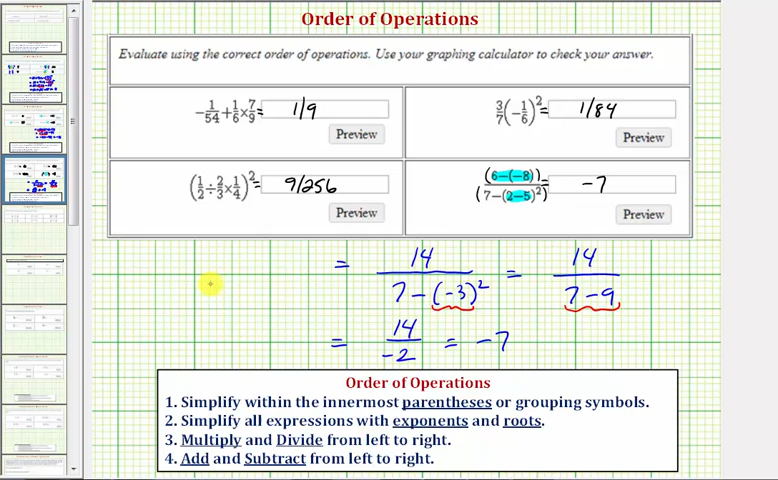 Order of Operations
Evaluate using the correct order of operations. Use your graphing calculator to check your answer.
-1/54 + 1/6 × 7/9 = 1/9
Preview
3/7(-1/6)^2 = 1/84
Preview
(1/2 ÷ 2/3 × 1/4)^2 = 9/256
Preview
(6-(-8))/(7-(2-5)^2) = -7
Preview
= 14/(7-(-3)^2) = 14/(7-9)
= 14/-2 = -7
Order of Operations
1. Simplify within the innermost parentheses or grouping symbols.
2. Simplify all expressions with exponents and roots.
3. Multiply and Divide from left to right.
4. Add and Subtract from left to right.